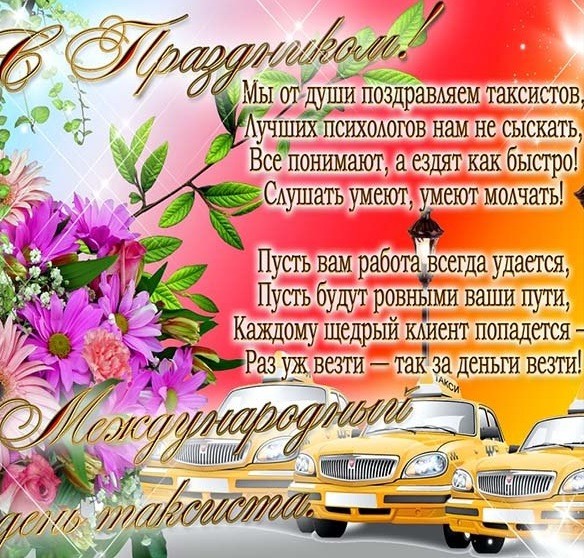 С Праздником!
Мы от души поздравляем таксистов,
Лучших психологов нам не сыскать,
Все понимают, а ездят как быстро!
Слушать умеют, умеют молчать!
Пусть вам работа всегда удается,
Пусть будут ровными ваши пути,
Каждому щедрый клиент попадется –
Раз уж везти — так за деньги везти!
ТАКСИ
Международный
день таксиста.